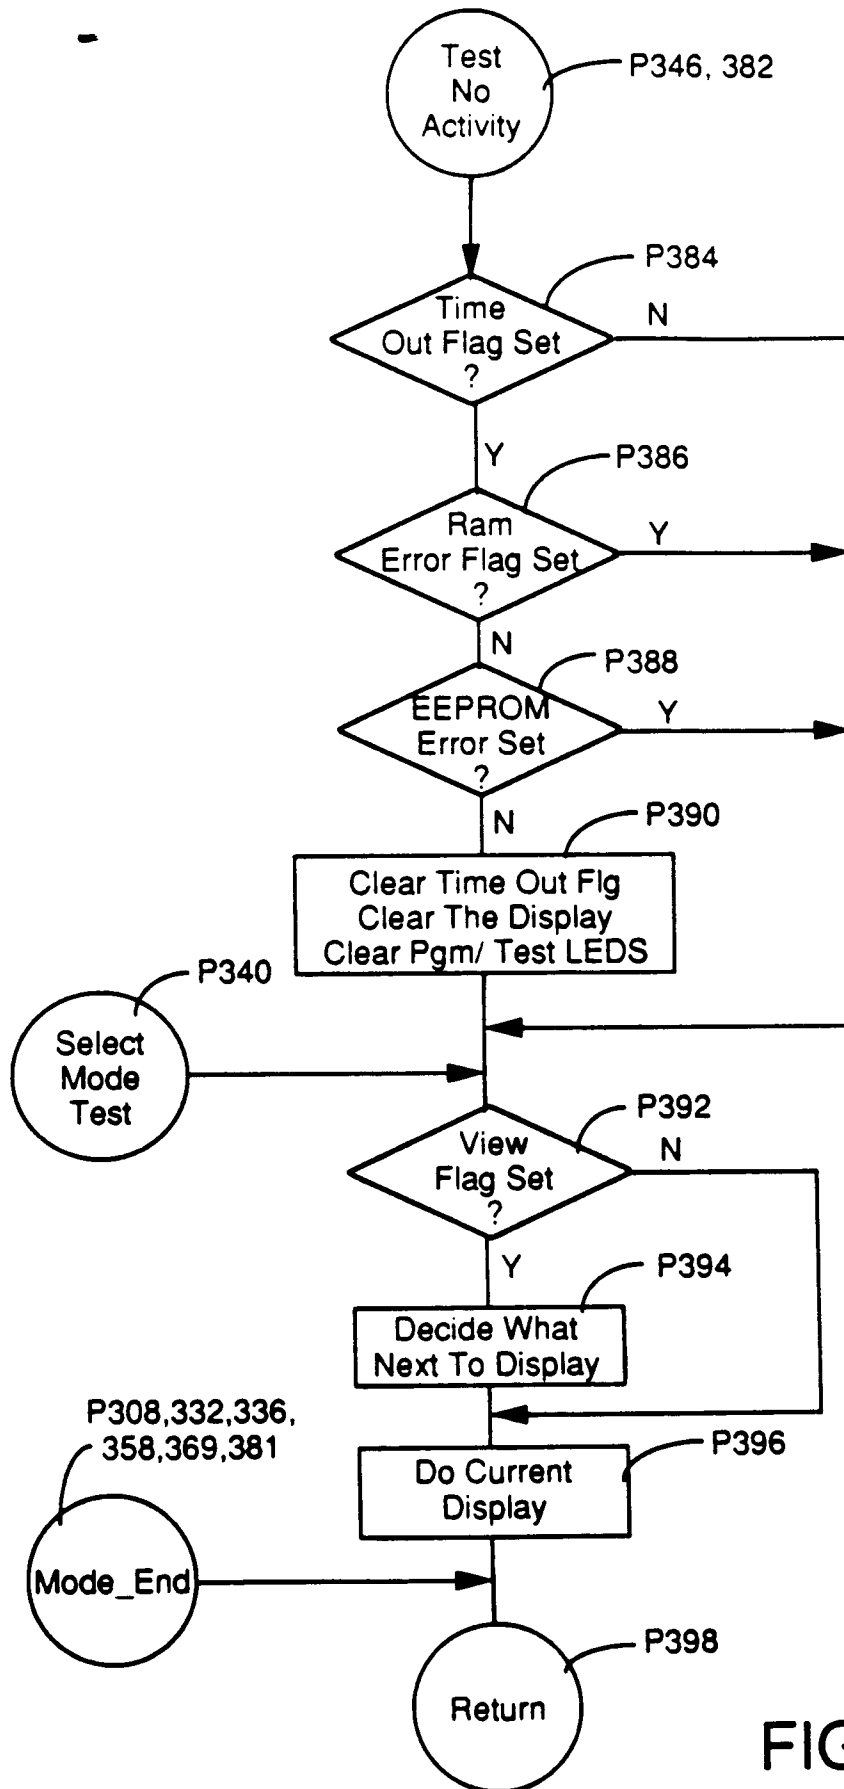 Test
No
Activity
P346, 382
P384
Time
Out Flag Set
?
N
Y
P386
Ram
Error Flag Set
?
Y
N
P388
EEPROM
Error Set
?
Y
N
P390
Clear Time Out Flg
Clear The Display
Clear Pgm/ Test LEDS
P340
Select
Mode
Test
P392
View
Flag Set
?
N
Y
P394
Decide What
Next To Display
P308,332,336,
358,369,381
P396
Do Current
Display
Mode_End
P398
Return
FIG